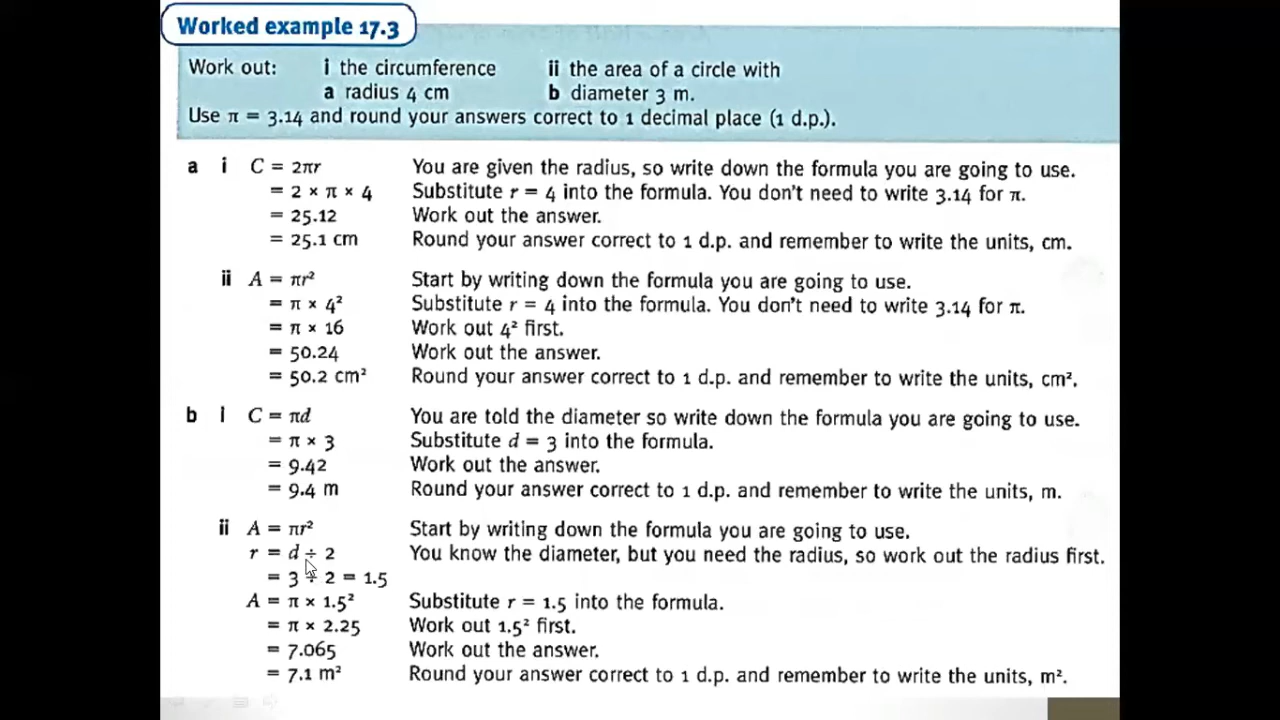 Worked example 17.3
Work out: i the circumference ii the area of a circle with
a radius 4 cm b diameter 3 m.
Use π = 3.14 and round your answers correct to 1 decimal place (1 d.p.).
a i C = 2πr You are given the radius, so write down the formula you are going to use.
= 2 × π × 4 Substitute r = 4 into the formula. You don't need to write 3.14 for π.
= 25.12 Work out the answer.
= 25.1 cm Round your answer correct to 1 d.p. and remember to write the units, cm.
ii A = πr² Start by writing down the formula you are going to use.
= π × 4² Substitute r = 4 into the formula. You don't need to write 3.14 for π.
= π × 16 Work out 4² first.
= 50.24 Work out the answer.
= 50.2 cm² Round your answer correct to 1 d.p. and remember to write the units, cm².
b i C = πd You are told the diameter so write down the formula you are going to use.
= π × 3 Substitute d = 3 into the formula.
= 9.42 Work out the answer.
= 9.4 m Round your answer correct to 1 d.p. and remember to write the units, m.
ii A = πr² Start by writing down the formula you are going to use.
r = d ÷ 2 You know the diameter, but you need the radius, so work out the radius first.
= 3 ÷ 2 = 1.5
A = π × 1.5² Substitute r = 1.5 into the formula.
= π × 2.25 Work out 1.5² first.
= 7.065 Work out the answer.
= 7.1 m² Round your answer correct to 1 d.p. and remember to write the units, m².